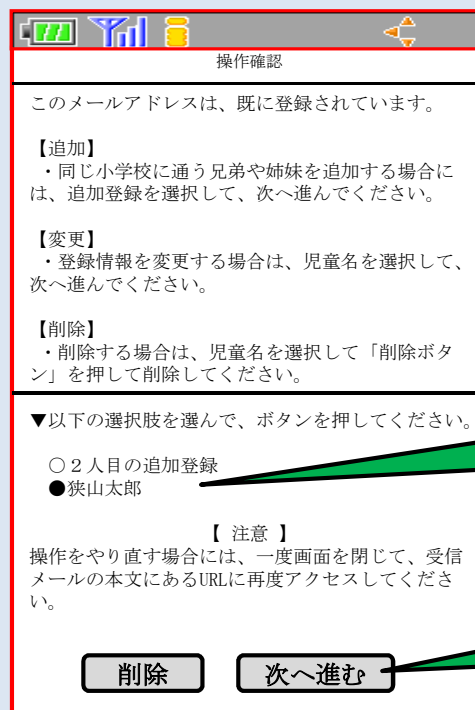 操作確認
このメールアドレスは、既に登録されています。
【追加】
・同じ小学校に通う兄弟や姉妹を追加する場合に
は、追加登録を選択して、次へ進んでください。
【変更】
・登録情報を変更する場合は、児童名を選択して、
次へ進んでください。
【削除】
・削除する場合は、児童名を選択して「削除ボタ
ン」を押して削除してください。
▼以下の選択肢を選んで、ボタンを押してください。
○２人目の追加登録
●狭山太郎
【 注意 】
操作をやり直す場合には、一度画面を閉じて、受信
メールの本文にあるURLに再度アクセスしてくださ
い。
削除 次へ進む